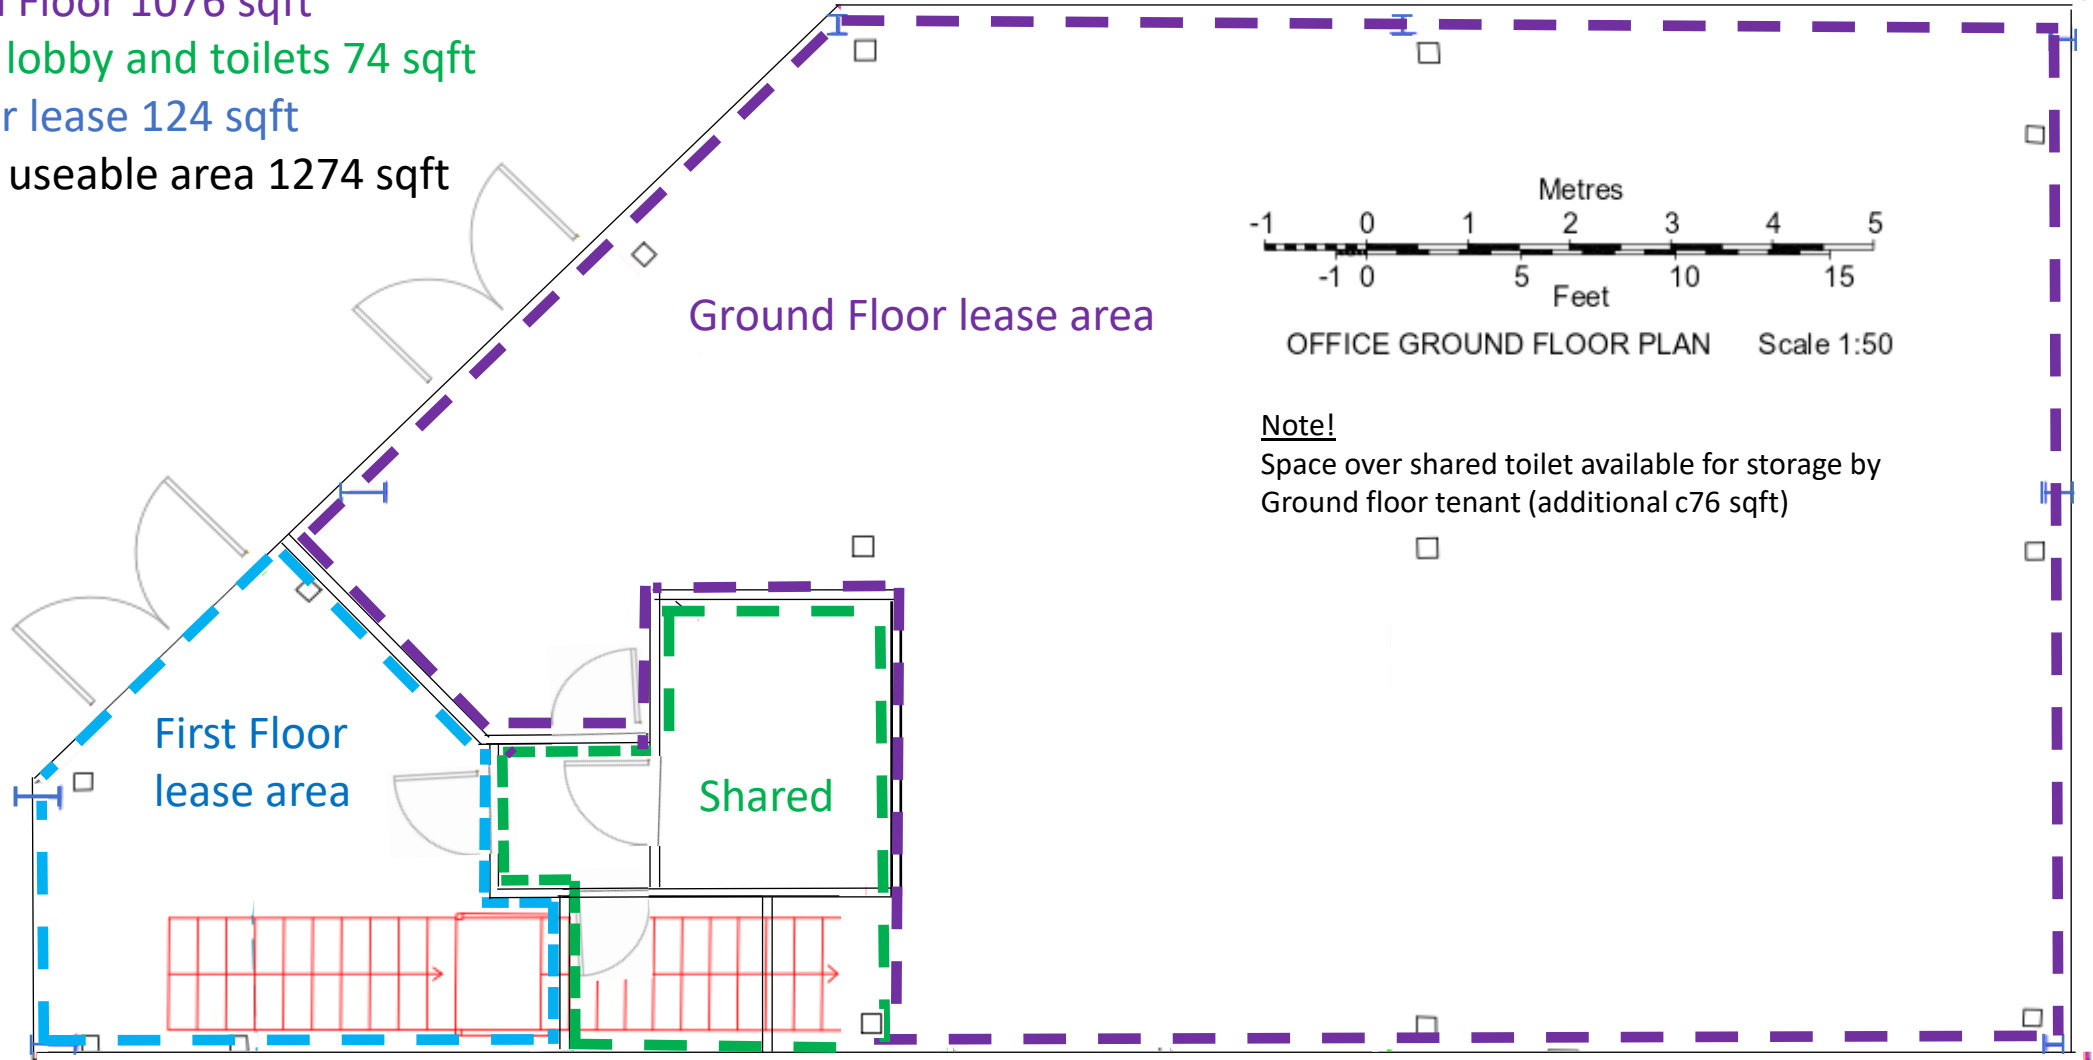 Floor 1076 sqft
lobby and toilets 74 sqft
r lease 124 sqft
useable area 1274 sqft
Metres
-1 0 1 2 3 4 5
-1 0 5 10 15
Feet
Ground Floor lease area
OFFICE GROUND FLOOR PLAN Scale 1:50
Note!
Space over shared toilet available for storage by
Ground floor tenant (additional c76 sqft)
First Floor
lease area
Shared